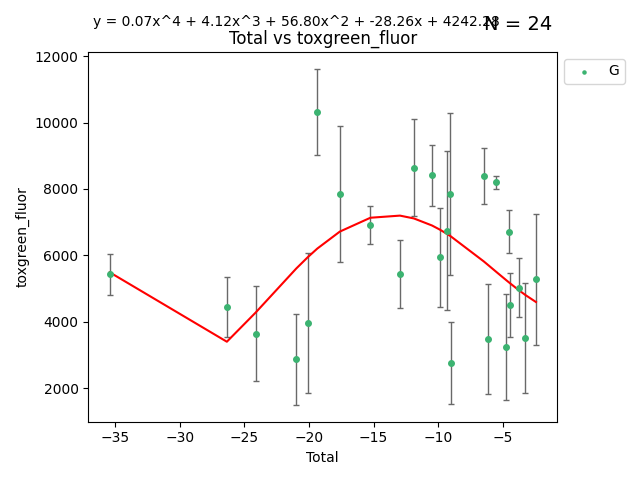 y = 0.07x^4 + 4.12x^3 + 56.80x^2 + -28.26x + 4242.28
N = 24
Total vs toxgreen_fluor
G
12000
10000
8000
6000
4000
2000
toxgreen_fluor
−35
−30
−25
−20
−15
−10
−5
Total